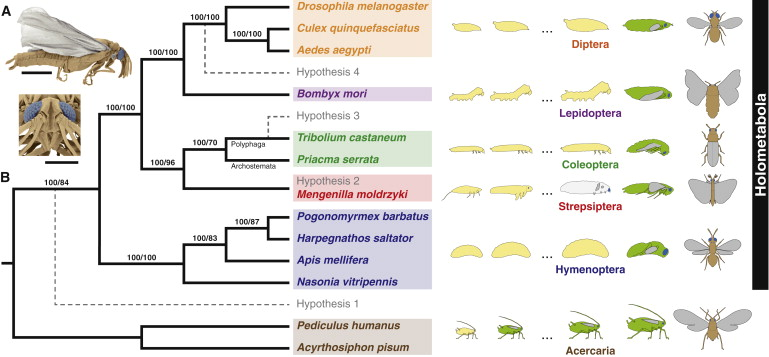 A
B
100/100
Drosophila melanogaster
100/100
Culex quinquefasciatus
100/100
Aedes aegypti
...
Diptera
Hypothesis 4
100/100
Bombyx mori
...
Lepidoptera
Hypothesis 3
Polyphaga
100/70
Tribolium castaneum
Archostemata
Priacma serrata
...
Coleoptera
100/96
Hypothesis 2
Mengenilla moldrzyki
...
Strepsiptera
100/84
100/87
Pogonomyrmex barbatus
100/83
Harpegnathos saltator
100/100
Apis mellifera
Nasonia vitripennis
...
Hymenoptera
Hypothesis 1
Pediculus humanus
Acyrthosiphon pisum
...
Acercaria
Holometabola